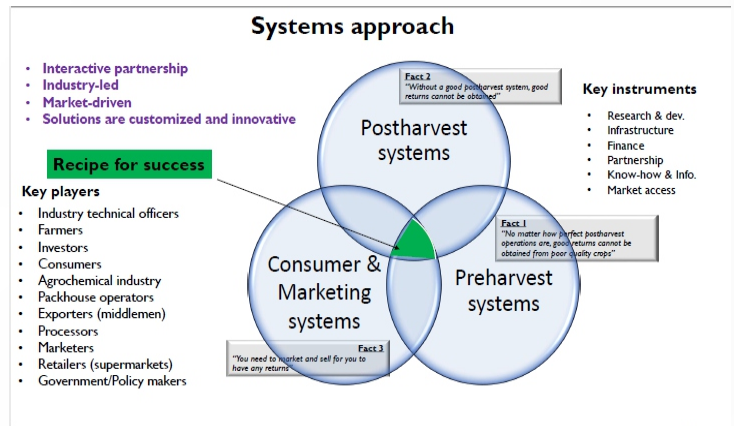 Systems approach
• Interactive partnership
• Industry-led
• Market-driven
• Solutions are customized and innovative
Recipe for success
Key players
• Industry technical officers
• Farmers
• Investors
• Consumers
• Agrochemical industry
• Packhouse operators
• Exporters (middlemen)
• Processors
• Marketers
• Retailers (supermarkets)
• Government/Policy makers
Fact 2
"Without a good postharvest system, good
returns cannot be obtained"
Postharvest
systems
Key instruments
• Research & dev.
• Infrastructure
• Finance
• Partnership
• Know-how & Info.
• Market access
Fact 1
"No matter how perfect postharvest
operations are, good returns cannot be
obtained from poor quality crops"
Consumer &
Marketing
systems
Preharvest
systems
Fact 3
"You need to market and sell for you to
have any returns"